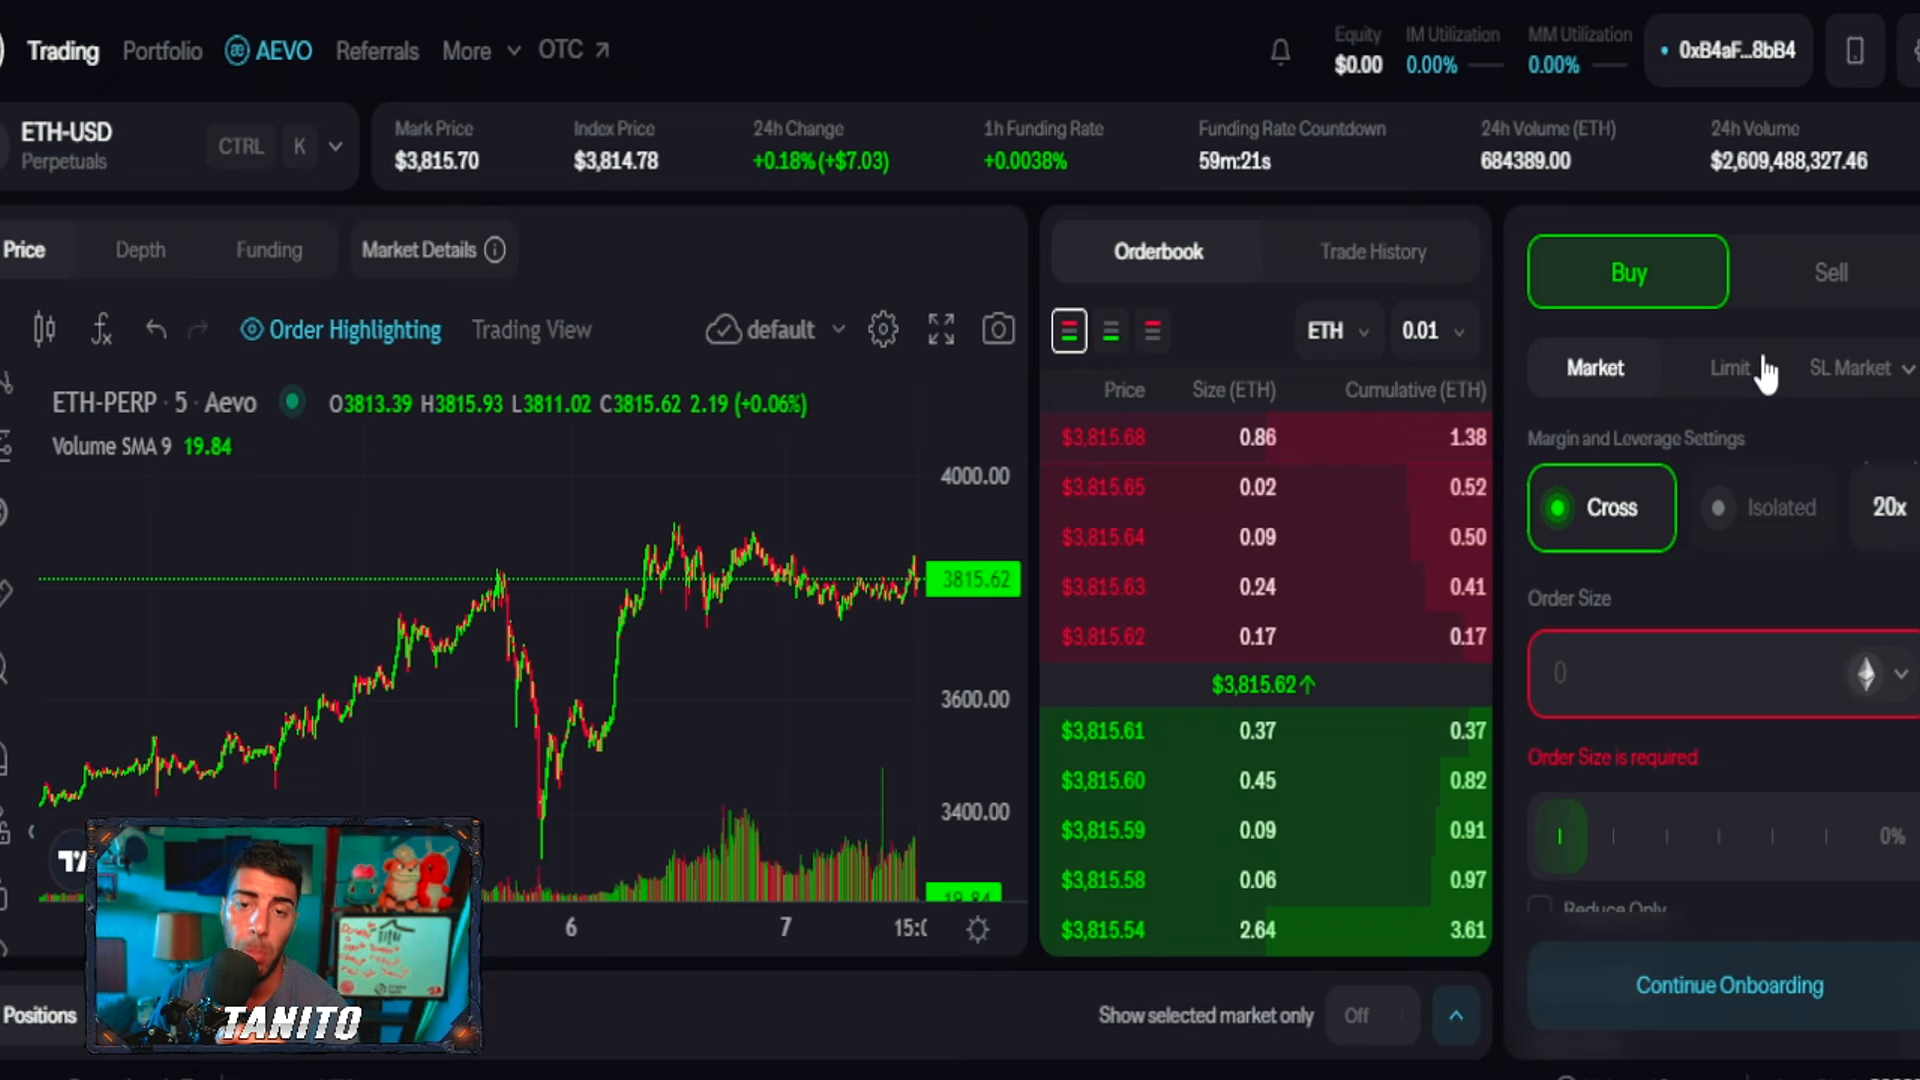 Trading Portfolio AEVO Referrals More OTC
Equity IM Utilization MM Utilization
$0.00 0.00% 0.00% 0xB4aF...8bB4
ETH-USD CTRL K
Perpetuals
Mark Price Index Price 24h Change 1h Funding Rate Funding Rate Countdown 24h Volume (ETH) 24h Volume
$3,815.70 $3,814.78 +0.18% (+$7.03) +0.0038% 59m:21s 684389.00 $2,609,488,327.46
Price Depth Funding Market Details
Order Highlighting Trading View default
ETH-PERP · 5 · Aevo O3813.39 H3815.93 L3811.02 C3815.62 2.19 (+0.06%)
Volume SMA 9 19.84
4000.00
3815.62
3600.00
3400.00
19.84
6 7 15:0
Orderbook Trade History
ETH 0.01
Price Size (ETH) Cumulative (ETH)
$3,815.68 0.86 1.38
$3,815.65 0.02 0.52
$3,815.64 0.09 0.50
$3,815.63 0.24 0.41
$3,815.62 0.17 0.17
$3,815.62↑
$3,815.61 0.37 0.37
$3,815.60 0.45 0.82
$3,815.59 0.09 0.91
$3,815.58 0.06 0.97
$3,815.54 2.64 3.61
Buy Sell
Market Limit SL Market
Margin and Leverage Settings
Cross Isolated 20x
Order Size
0
Order Size is required
0%
Reduce Only
Continue Onboarding
Positions
Show selected market only Off
TANITO